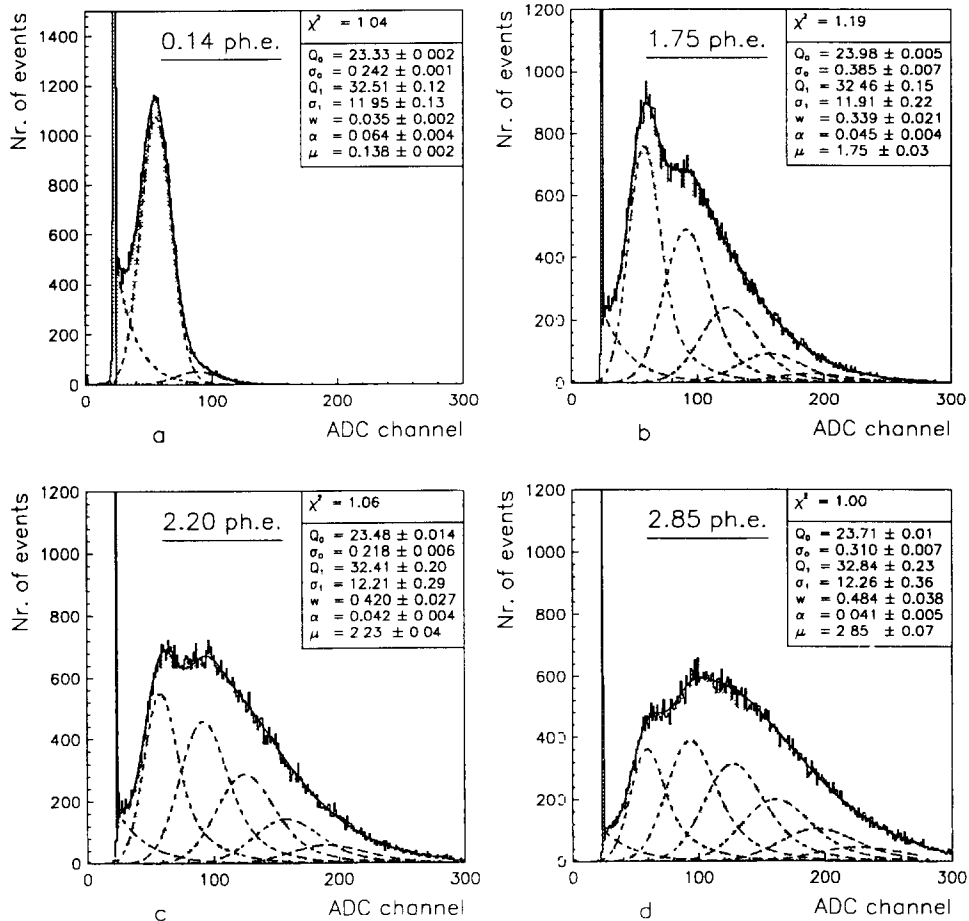 Nr. of events
1400
1200
1000
800
600
400
200
0
0.14 ph.e.
χ² = 1 04
Q₀ = 23.33 ± 0 002
σ₀ = 0 242 ± 0 001
Q₁ = 32.51 ± 0.12
σ₁ = 11 95 ± 0.13
w = 0 035 ± 0 002
α = 0 064 ± 0 004
μ = 0.138 ± 0 002
0 100 200 300
ADC channel
a
Nr. of events
1200
1000
800
600
400
200
0
1.75 ph.e.
χ² = 1.19
Q₀ = 23.98 ± 0.005
σ₀ = 0.385 ± 0.007
Q₁ = 32 46 ± 0.15
σ₁ = 11.91 ± 0.22
w = 0.339 ± 0.021
α = 0.045 ± 0.004
μ = 1.75 ± 0.03
0 100 200 300
ADC channel
b
Nr. of events
1200
1000
800
600
400
200
0
2.20 ph.e.
χ² = 1.06
Q₀ = 23.48 ± 0.014
σ₀ = 0.218 ± 0.006
Q₁ = 32.41 ± 0.20
σ₁ = 12.21 ± 0.29
w = 0 420 ± 0.027
α = 0.042 ± 0 004
μ = 2 23 ± 0 04
0 100 200 300
ADC channel
c
Nr. of events
1200
1000
800
600
400
200
0
2.85 ph.e.
χ² = 1.00
Q₀ = 23.71 ± 0.01
σ₀ = 0.310 ± 0.007
Q₁ = 32.84 ± 0.23
σ₁ = 12.26 ± 0.36
w = 0.484 ± 0.038
α = 0.041 ± 0.005
μ = 2 85 ± 0.07
0 100 200 300
ADC channel
d